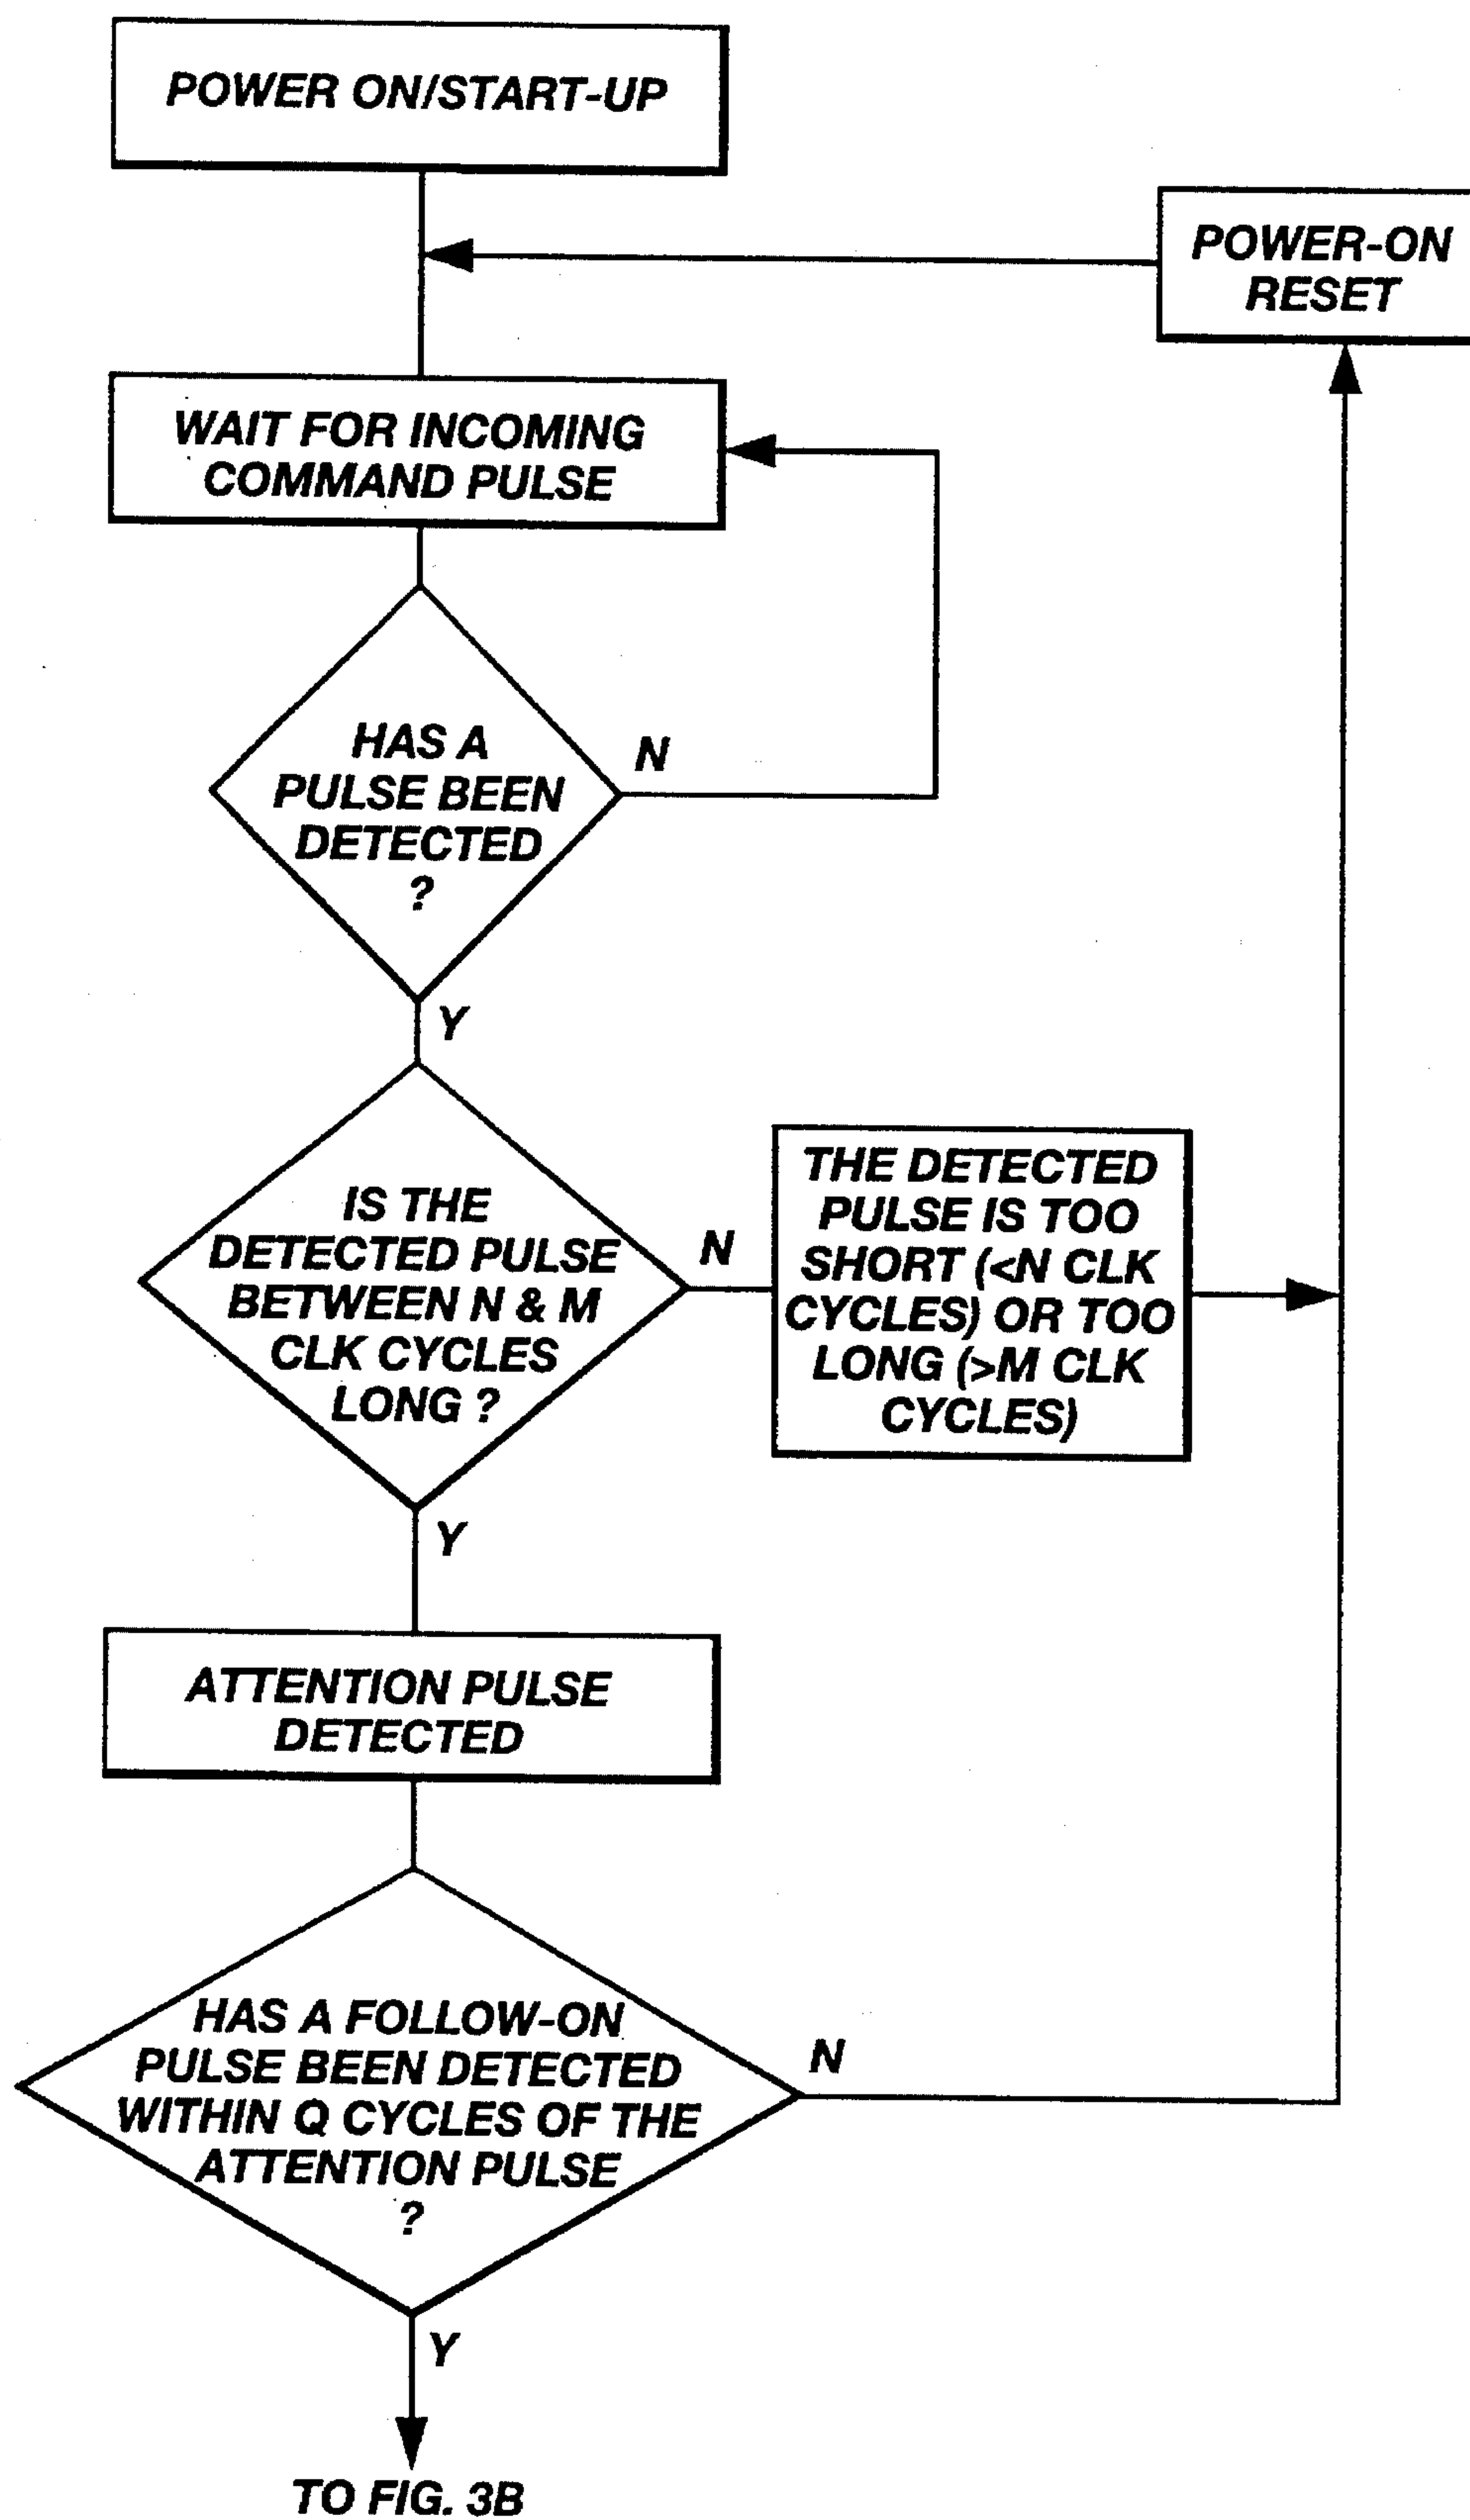 POWER ON/START-UP
POWER-ON
RESET
WAIT FOR INCOMING
COMMAND PULSE
HAS A
PULSE BEEN
DETECTED
?
N
Y
IS THE
DETECTED PULSE
BETWEEN N & M
CLK CYCLES
LONG ?
N
THE DETECTED
PULSE IS TOO
SHORT (<N CLK
CYCLES) OR TOO
LONG (>M CLK
CYCLES)
Y
ATTENTION PULSE
DETECTED
HAS A FOLLOW-ON
PULSE BEEN DETECTED
WITHIN Q CYCLES OF THE
ATTENTION PULSE
?
N
Y
TO FIG. 3B